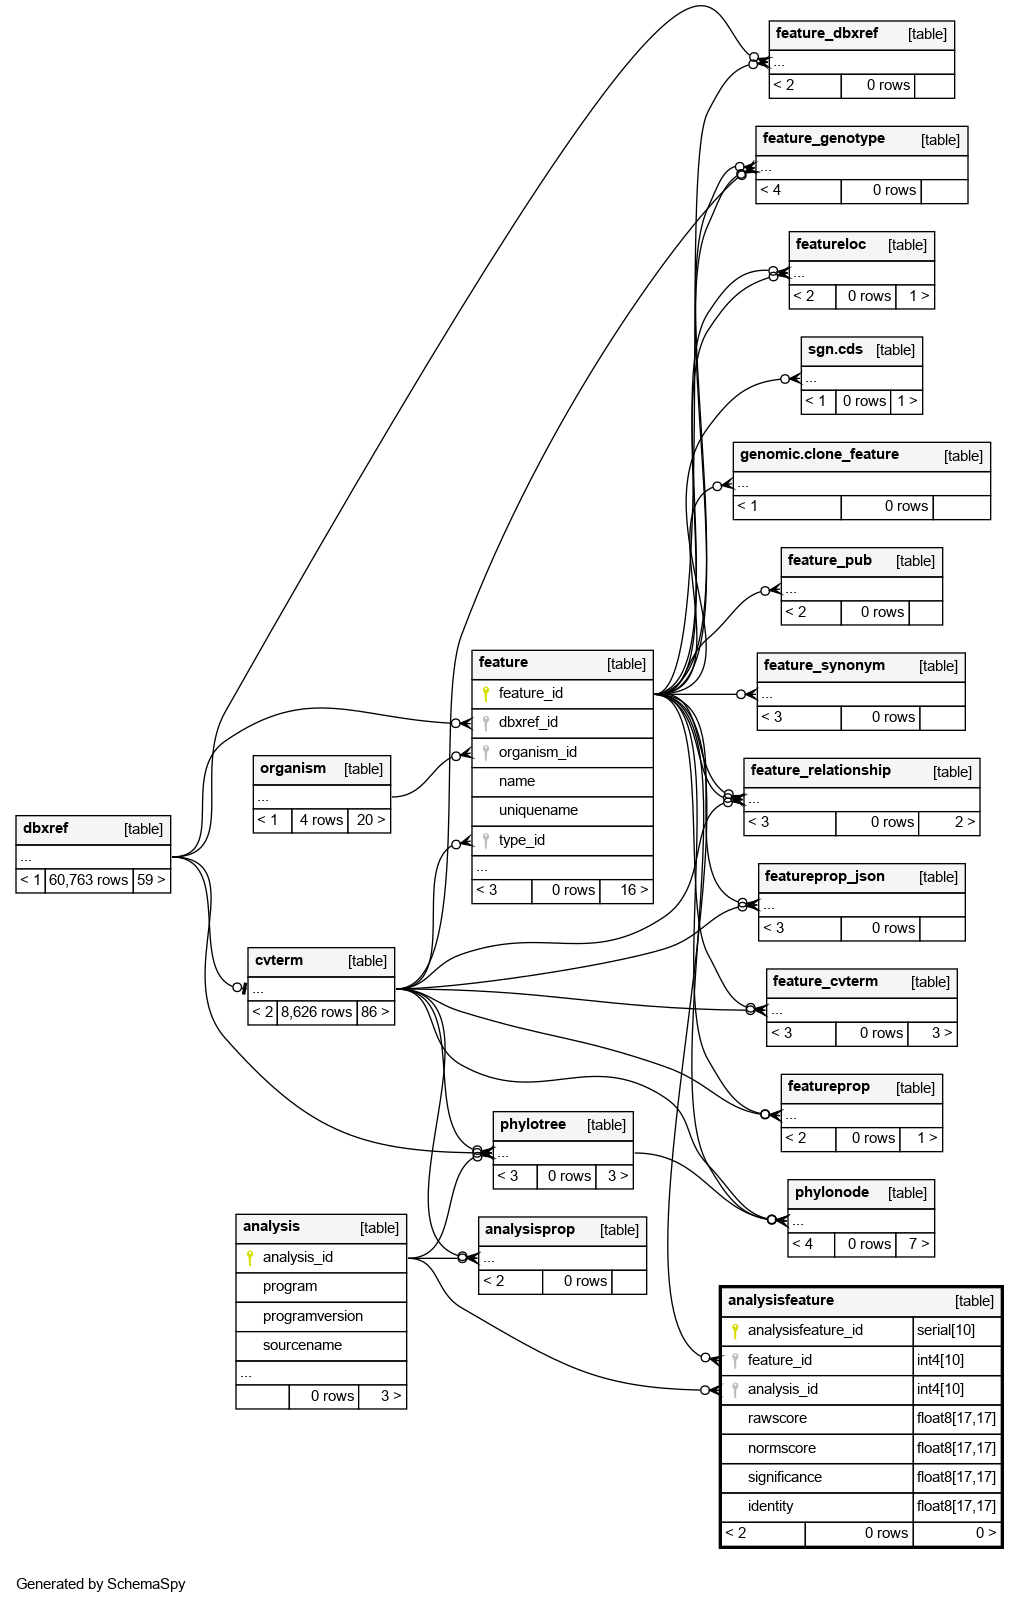 feature_dbxref [table]
...
< 2 0 rows
feature_genotype [table]
...
< 4 0 rows
featureloc [table]
...
< 2 0 rows 1 >
sgn.cds [table]
...
< 1 0 rows 1 >
genomic.clone_feature [table]
...
< 1 0 rows
feature_pub [table]
...
< 2 0 rows
feature_synonym [table]
...
< 3 0 rows
feature [table]
feature_id
dbxref_id
organism_id
name
uniquename
type_id
...
< 3 0 rows 16 >
organism [table]
...
< 1 4 rows 20 >
feature_relationship [table]
...
< 3 0 rows 2 >
dbxref [table]
...
< 1 60,763 rows 59 >
featureprop_json [table]
...
< 3 0 rows
cvterm [table]
...
< 2 8,626 rows 86 >
feature_cvterm [table]
...
< 3 0 rows 3 >
featureprop [table]
...
< 2 0 rows 1 >
phylotree [table]
...
< 3 0 rows 3 >
phylonode [table]
...
< 4 0 rows 7 >
analysis [table]
analysis_id
program
programversion
sourcename
...
0 rows 3 >
analysisprop [table]
...
< 2 0 rows
analysisfeature [table]
analysisfeature_id serial[10]
feature_id int4[10]
analysis_id int4[10]
rawscore float8[17,17]
normscore float8[17,17]
significance float8[17,17]
identity float8[17,17]
< 2 0 rows 0 >
Generated by SchemaSpy